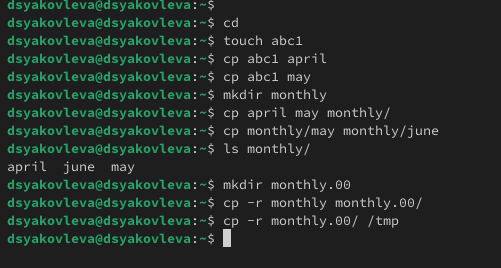 dsyakovleva@dsyakovleva:~$
dsyakovleva@dsyakovleva:~$ cd
dsyakovleva@dsyakovleva:~$ touch abc1
dsyakovleva@dsyakovleva:~$ cp abc1 april
dsyakovleva@dsyakovleva:~$ cp abc1 may
dsyakovleva@dsyakovleva:~$ mkdir monthly
dsyakovleva@dsyakovleva:~$ cp april may monthly/
dsyakovleva@dsyakovleva:~$ cp monthly/may monthly/june
dsyakovleva@dsyakovleva:~$ ls monthly/
april  june  may
dsyakovleva@dsyakovleva:~$ mkdir monthly.00
dsyakovleva@dsyakovleva:~$ cp -r monthly monthly.00/
dsyakovleva@dsyakovleva:~$ cp -r monthly.00/ /tmp
dsyakovleva@dsyakovleva:~$